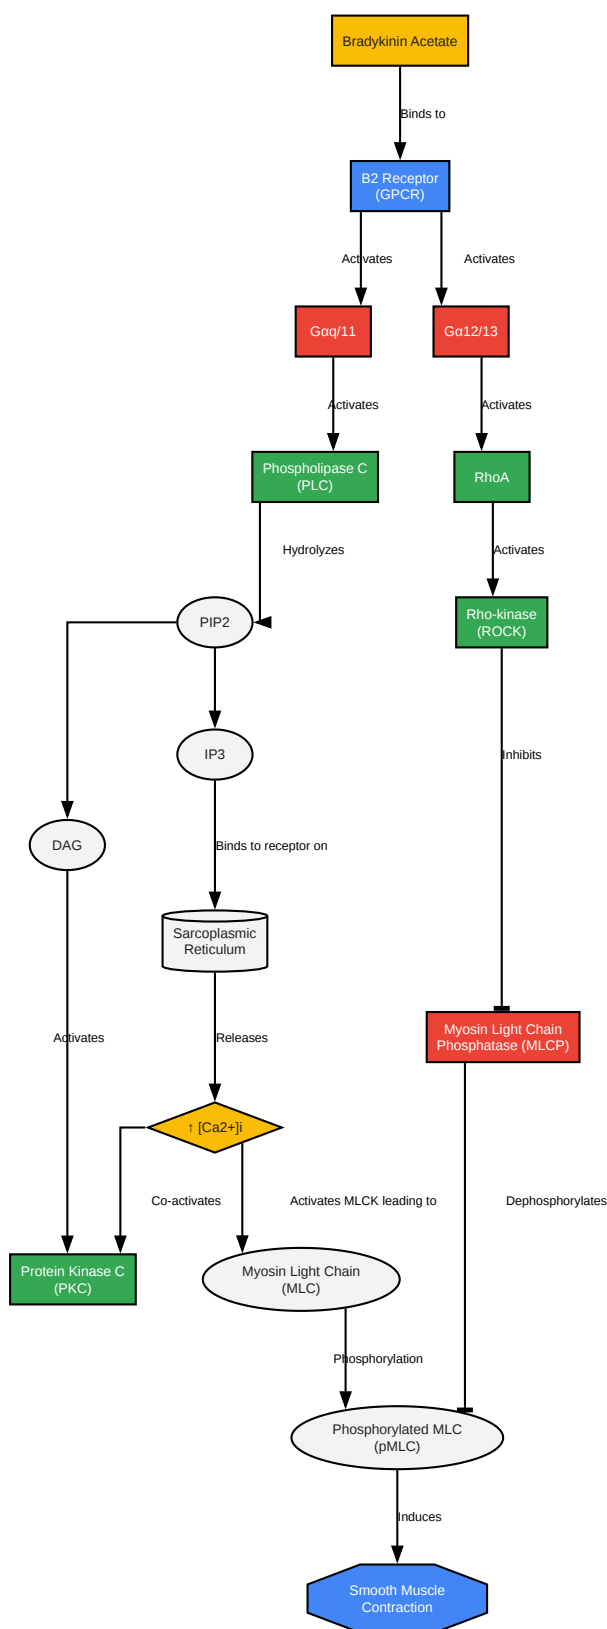 Bradykinin Acetate
Binds to
B2 Receptor
(GPCR)
Activates
Activates
Gαq/11
Gα12/13
Activates
Activates
Phospholipase C
(PLC)
RhoA
Hydrolyzes
Activates
PIP2
Rho-kinase
(ROCK)
IP3
Inhibits
DAG
Binds to receptor on
Sarcoplasmic
Reticulum
Activates
Releases
Myosin Light Chain
Phosphatase (MLCP)
↑ [Ca2+]i
Co-activates
Activates MLCK leading to
Dephosphorylates
Protein Kinase C
(PKC)
Myosin Light Chain
(MLC)
Phosphorylation
Phosphorylated MLC
(pMLC)
Induces
Smooth Muscle
Contraction